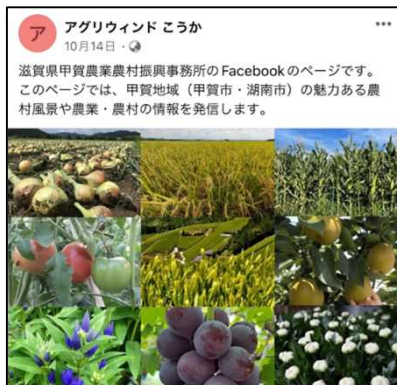 ア
アグリウィンド こうか
10月14日
滋賀県甲賀農業農村振興事務所のFacebookのページです。
このページでは、甲賀地域（甲賀市・湖南市）の魅力ある農
村風景や農業・農村の情報を発信します。